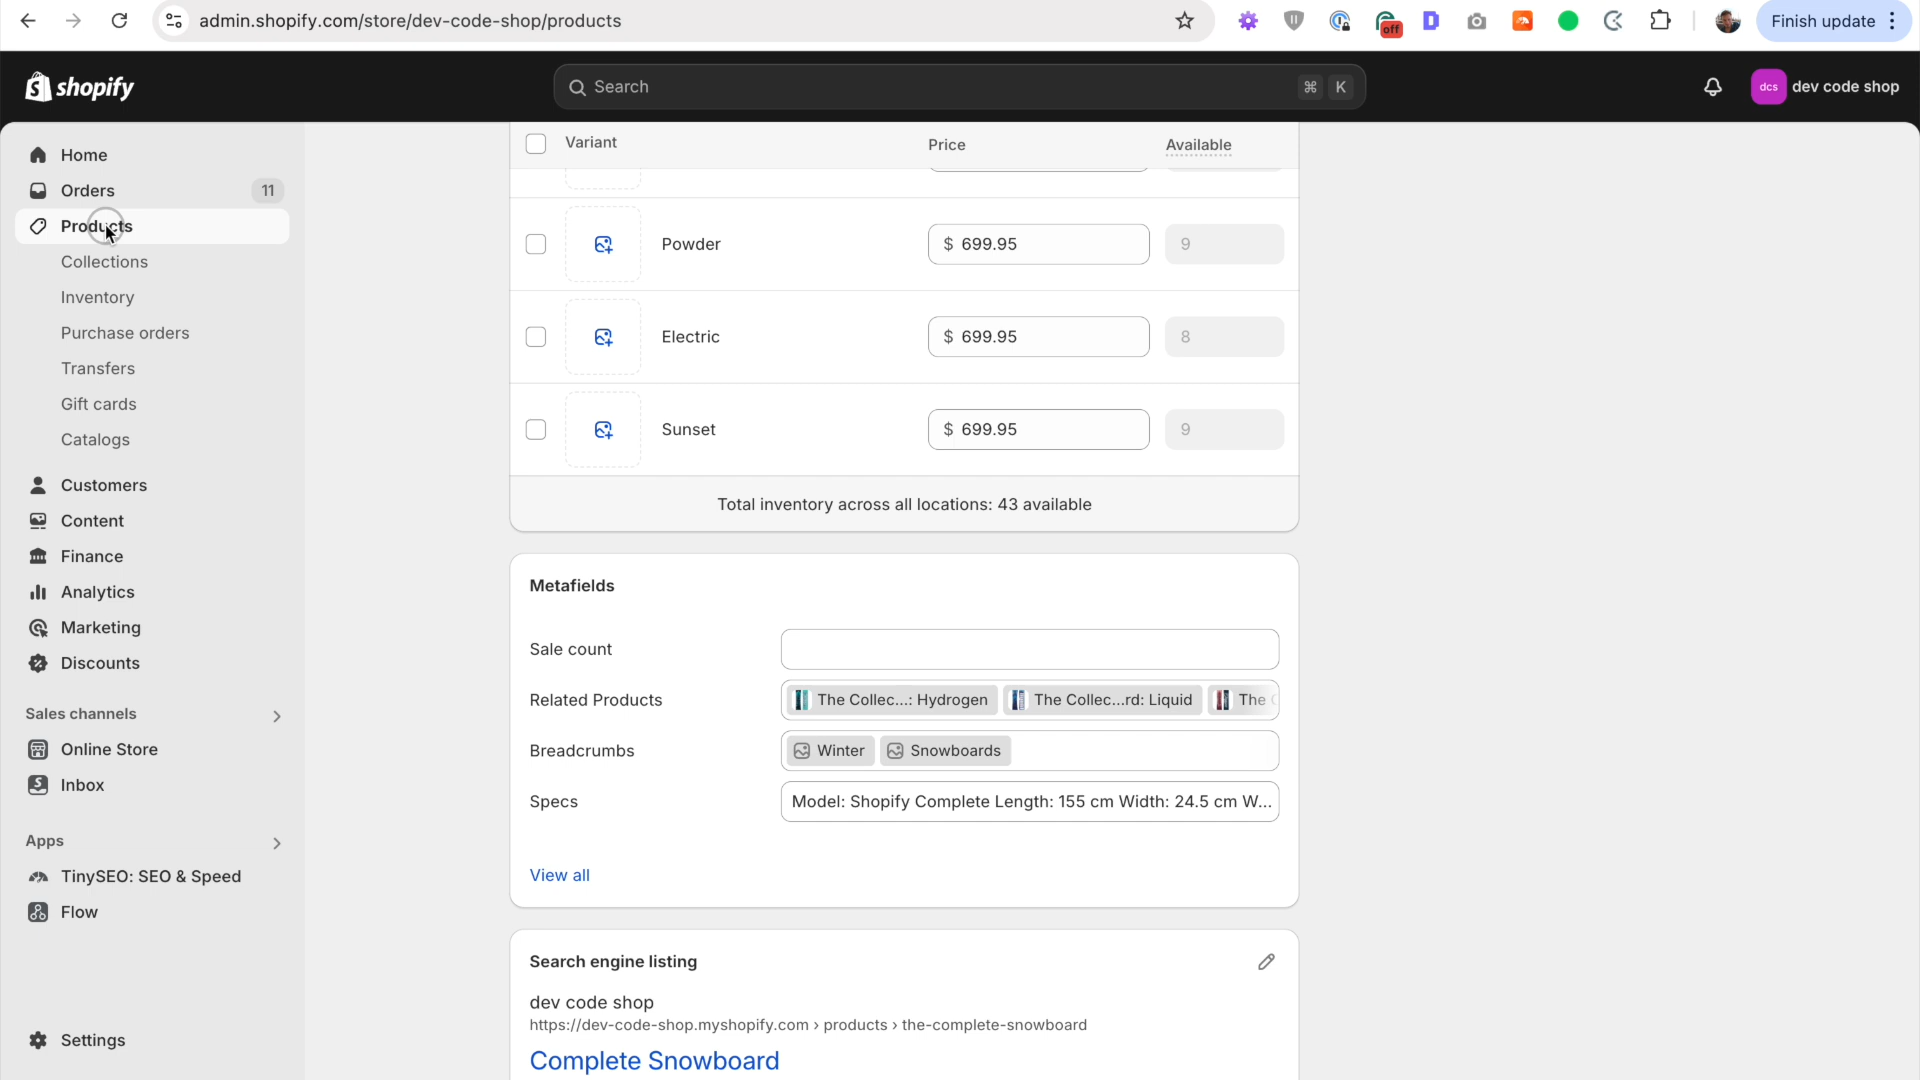 admin.shopify.com/store/dev-code-shop/products
off
Finish update
shopify
Search
⌘ K
dcs
dev code shop
Home
Orders 11
Products
Collections
Inventory
Purchase orders
Transfers
Gift cards
Catalogs
Customers
Content
Finance
Analytics
Marketing
Discounts
Sales channels
Online Store
Inbox
Apps
TinySEO: SEO & Speed
Flow
Settings
Variant Price Available
Powder $ 699.95 9
Electric $ 699.95 8
Sunset $ 699.95 9
Total inventory across all locations: 43 available
Metafields
Sale count
Related Products The Collec...: Hydrogen The Collec...rd: Liquid The
Breadcrumbs Winter Snowboards
Specs Model: Shopify Complete Length: 155 cm Width: 24.5 cm W...
View all
Search engine listing
dev code shop
https://dev-code-shop.myshopify.com › products › the-complete-snowboard
Complete Snowboard